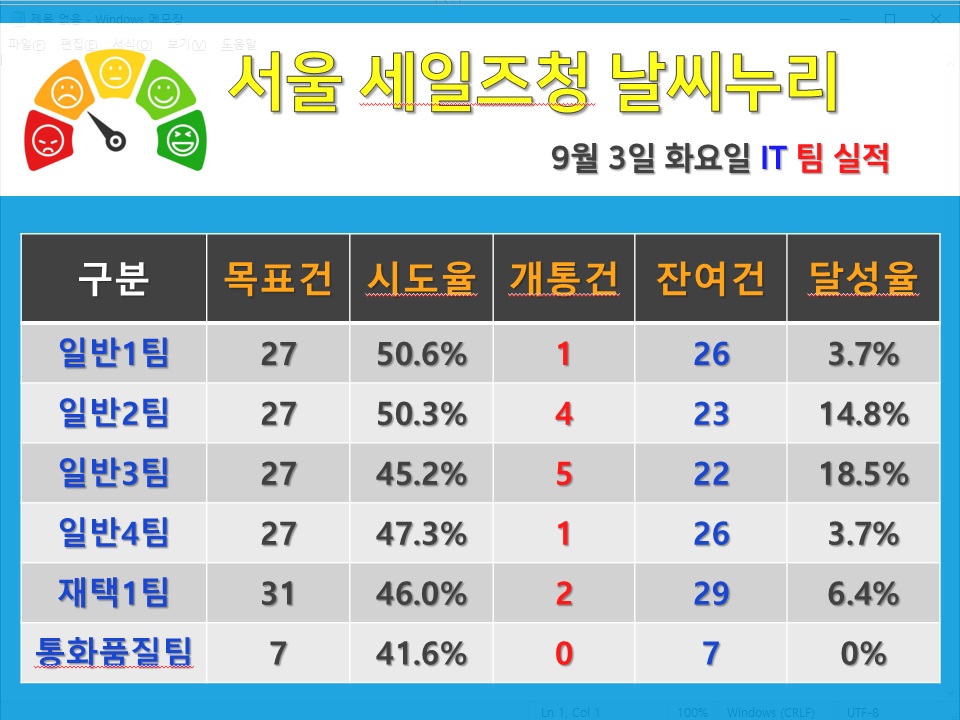 제목 없음 - Windows 메모장
파일(F) 편집(E) 서식(O) 보기(V) 도움말
서울 세일즈청 날씨누리
9월 3일 화요일 IT 팀 실적
구분 목표건 시도율 개통건 잔여건 달성율
일반1팀 27 50.6% 1 26 3.7%
일반2팀 27 50.3% 4 23 14.8%
일반3팀 27 45.2% 5 22 18.5%
일반4팀 27 47.3% 1 26 3.7%
재택1팀 31 46.0% 2 29 6.4%
통화품질팀 7 41.6% 0 7 0%
Ln 1, Col 1 100% Windows (CRLF) UTF-8